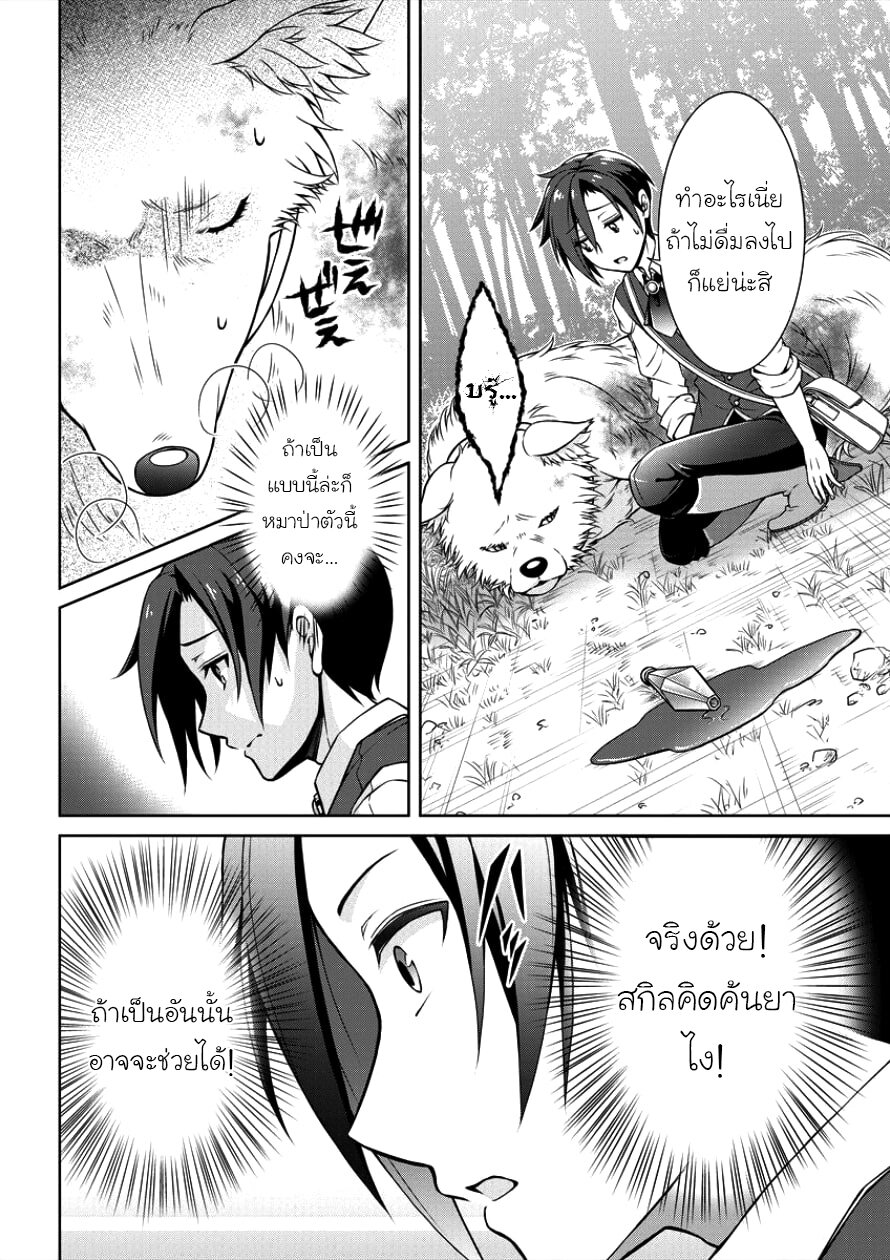 ทำอะไรเนี่ย
ถ้าไม่ดื่มลงไป
ก็แย่น่ะสิ
บรู๊...
ぜぇ
ぜぇ
ถ้าเป็น
แบบนี้ล่ะก็
หมาป่าตัวนี้
คงจะ...
จริงด้วย!
สกิลคิดค้นยา
ไง!
ถ้าเป็นอันนั้น
อาจจะช่วยได้!